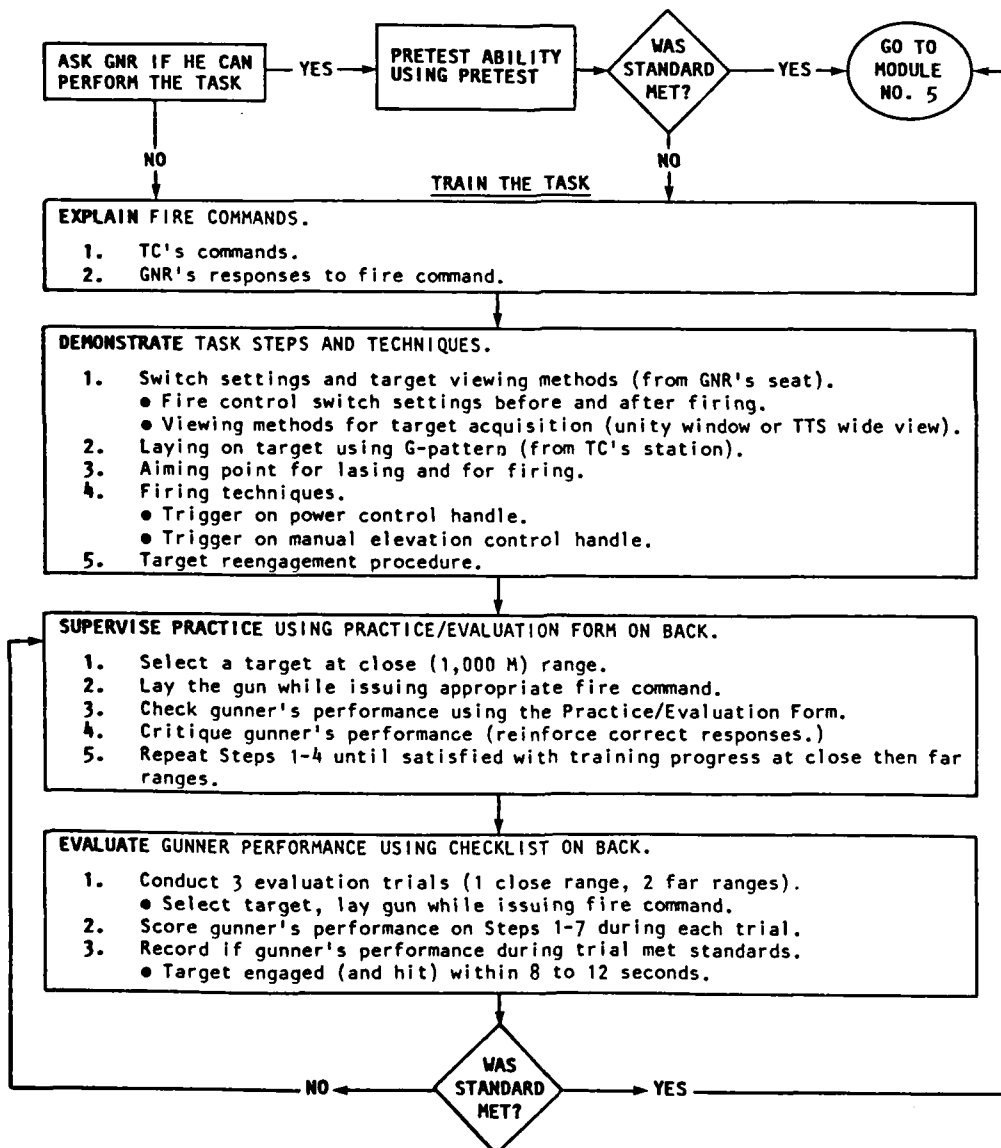 ASK GNR IF HE CAN
PERFORM THE TASK
YES
PRETEST ABILITY
USING PRETEST
WAS
STANDARD
MET?
YES
GO TO
MODULE
NO. 5
NO
NO
TRAIN THE TASK
EXPLAIN FIRE COMMANDS.
1. TC's commands.
2. GNR's responses to fire command.
DEMONSTRATE TASK STEPS AND TECHNIQUES.
1. Switch settings and target viewing methods (from GNR's seat).
● Fire control switch settings before and after firing.
● Viewing methods for target acquisition (unity window or TTS wide view).
2. Laying on target using G-pattern (from TC's station).
3. Aiming point for lasing and for firing.
4. Firing techniques.
● Trigger on power control handle.
● Trigger on manual elevation control handle.
5. Target reengagement procedure.
SUPERVISE PRACTICE USING PRACTICE/EVALUATION FORM ON BACK.
1. Select a target at close (1,000 M) range.
2. Lay the gun while issuing appropriate fire command.
3. Check gunner's performance using the Practice/Evaluation Form.
4. Critique gunner's performance (reinforce correct responses.)
5. Repeat Steps 1-4 until satisfied with training progress at close then far
ranges.
EVALUATE GUNNER PERFORMANCE USING CHECKLIST ON BACK.
1. Conduct 3 evaluation trials (1 close range, 2 far ranges).
● Select target, lay gun while issuing fire command.
2. Score gunner's performance on Steps 1-7 during each trial.
3. Record if gunner's performance during trial met standards.
● Target engaged (and hit) within 8 to 12 seconds.
NO
WAS
STANDARD
MET?
YES